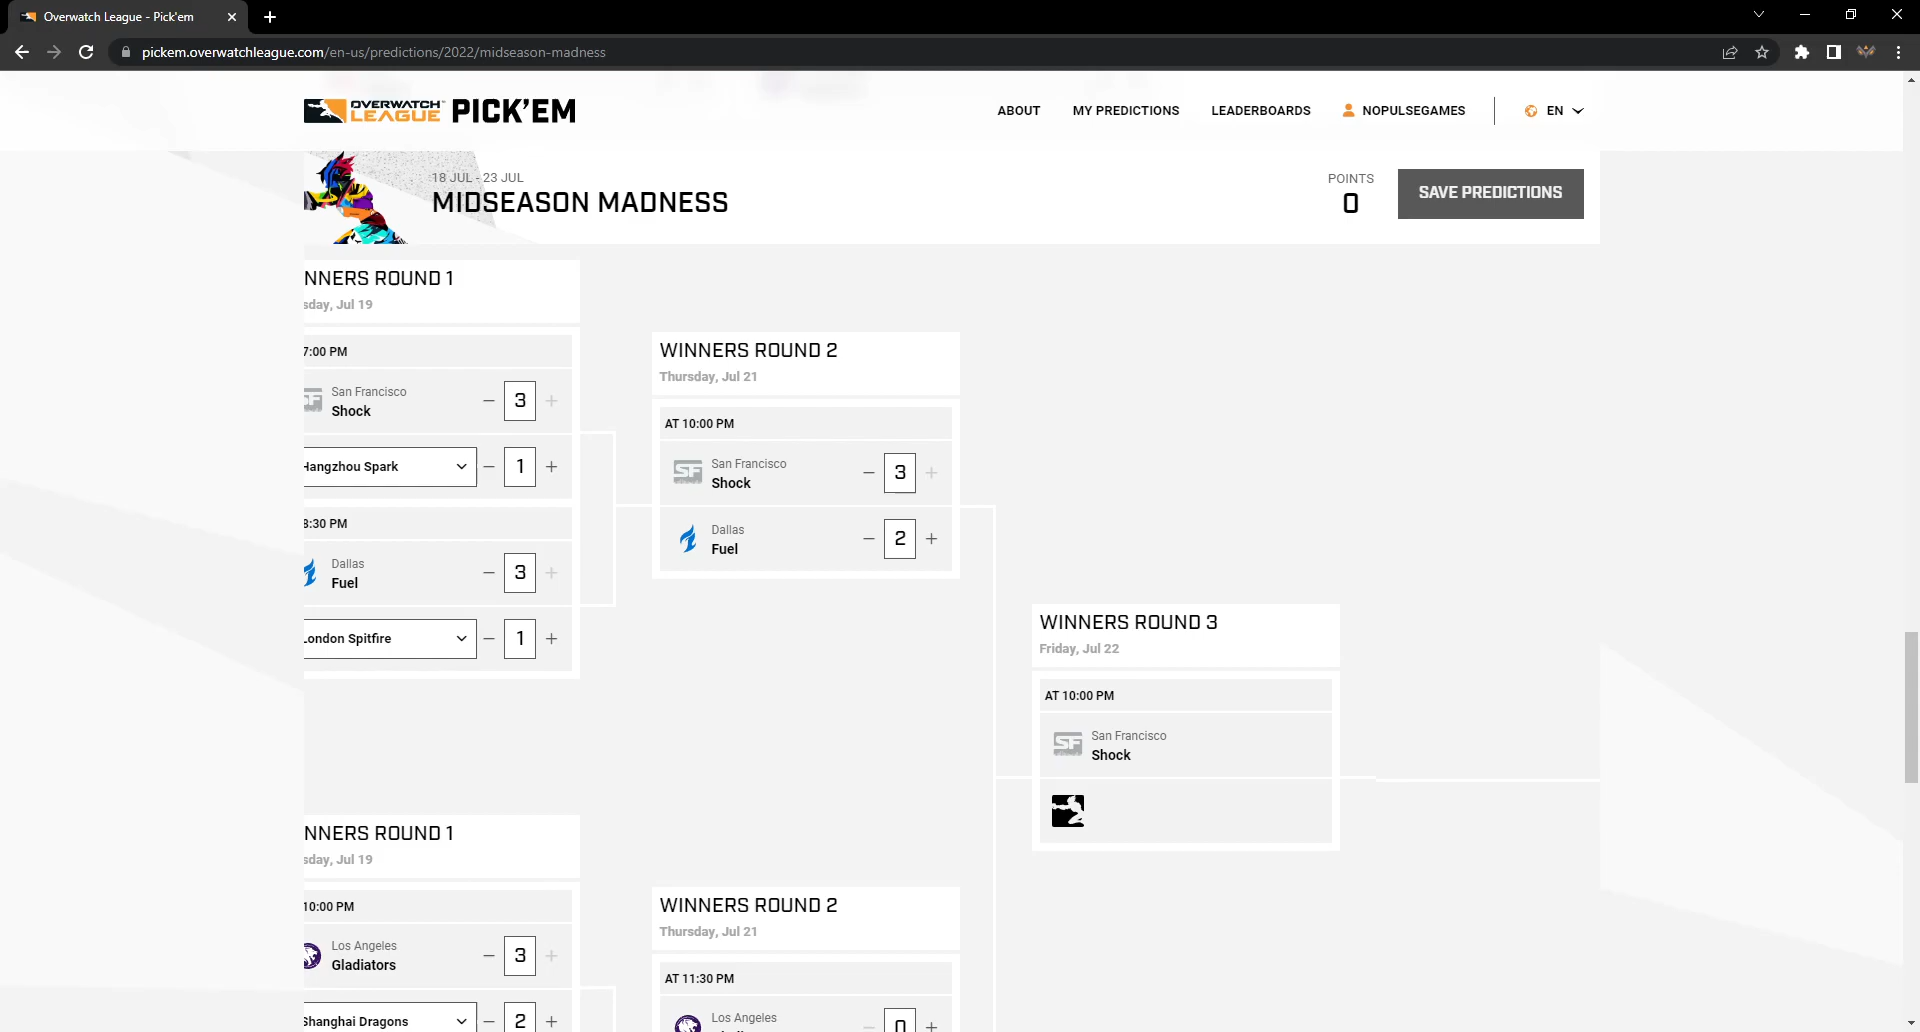 Overwatch League - Pick'em
pickem.overwatchleague.com/en-us/predictions/2022/midseason-madness
OVERWATCH LEAGUE PICK'EM
ABOUT
MY PREDICTIONS
LEADERBOARDS
NOPULSEGAMES
EN
18 JUL - 23 JUL
MIDSEASON MADNESS
POINTS
0
SAVE PREDICTIONS
NNERS ROUND 1
sday, Jul 19
7:00 PM
San Francisco
Shock
3
Hangzhou Spark
1
8:30 PM
Dallas
Fuel
3
London Spitfire
1
WINNERS ROUND 2
Thursday, Jul 21
AT 10:00 PM
SF
San Francisco
Shock
3
Dallas
Fuel
2
WINNERS ROUND 3
Friday, Jul 22
AT 10:00 PM
SF
San Francisco
Shock
NNERS ROUND 1
sday, Jul 19
10:00 PM
Los Angeles
Gladiators
3
Shanghai Dragons
2
WINNERS ROUND 2
Thursday, Jul 21
AT 11:30 PM
Los Angeles
0